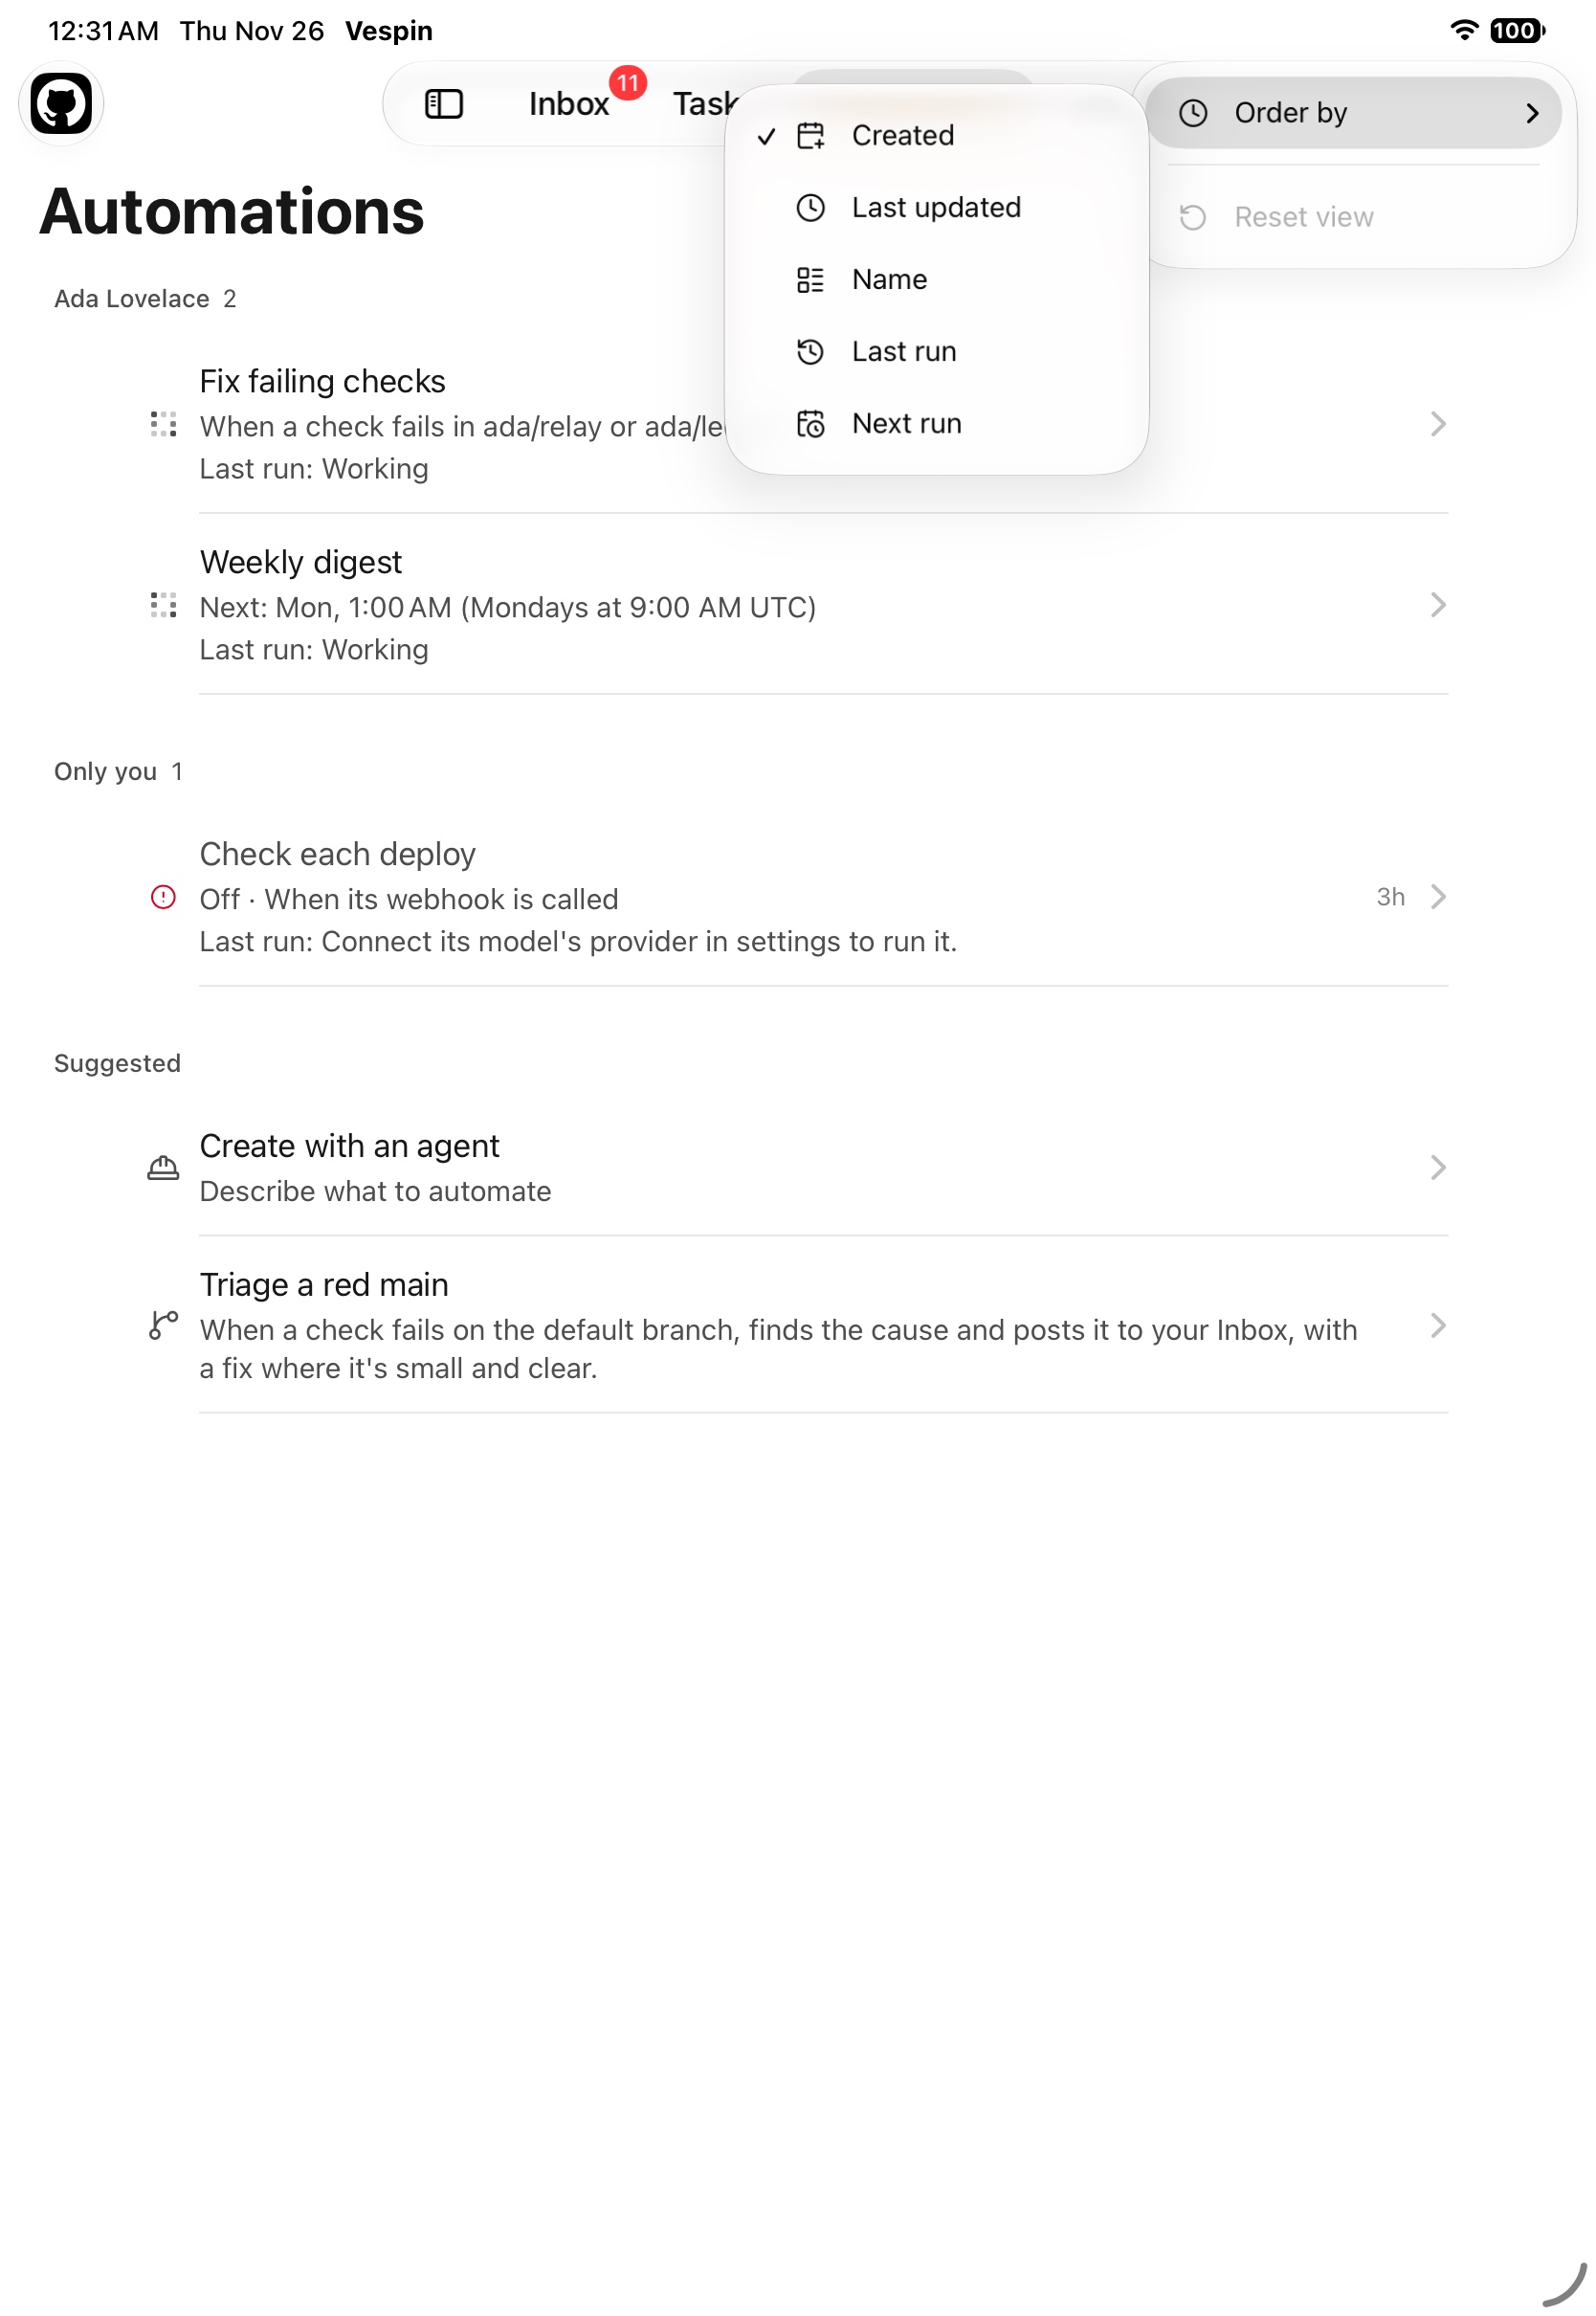 12:31 AM Thu Nov 26 Vespin
100
Inbox 11
Order by
Created
Last updated
Name
Last run
Next run
Reset view
Automations
Ada Lovelace 2
Fix failing checks
When a check fails in ada/relay or
Last run: Working
Weekly digest
Next: Mon, 1:00 AM (Mondays at 9:00 AM UTC)
Last run: Working
Only you 1
Check each deploy
Off · When its webhook is called
3h
Last run: Connect its model's provider in settings to run it.
Suggested
Create with an agent
Describe what to automate
Triage a red main
When a check fails on the default branch, finds the cause and posts it to your Inbox, with
a fix where it's small and clear.